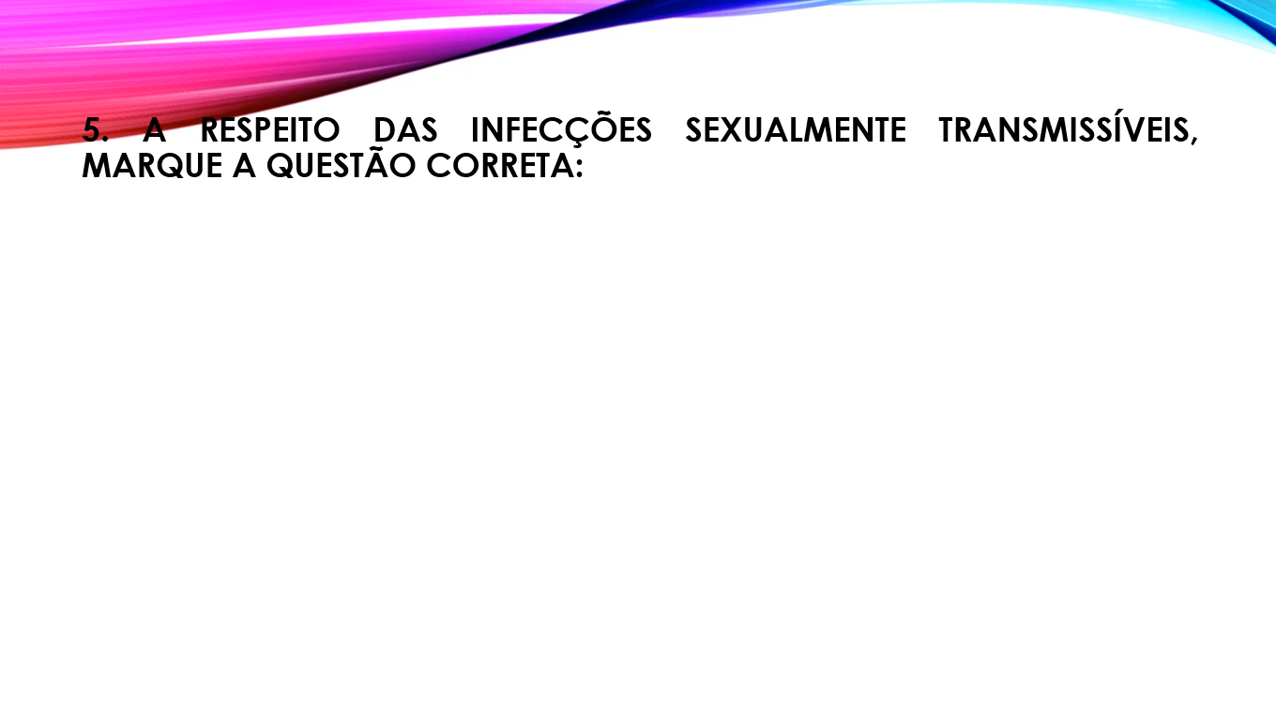 5. A RESPEITO DAS INFECÇÕES SEXUALMENTE TRANSMISSÍVEIS,
MARQUE A QUESTÃO CORRETA: